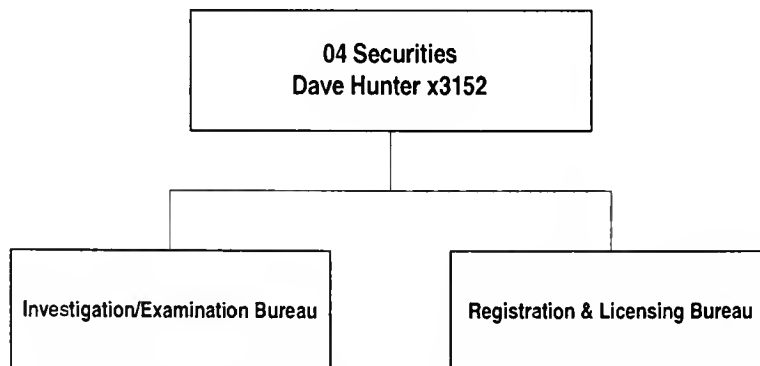 04 Securities
Dave Hunter x3152
Investigation/Examination Bureau
Registration & Licensing Bureau